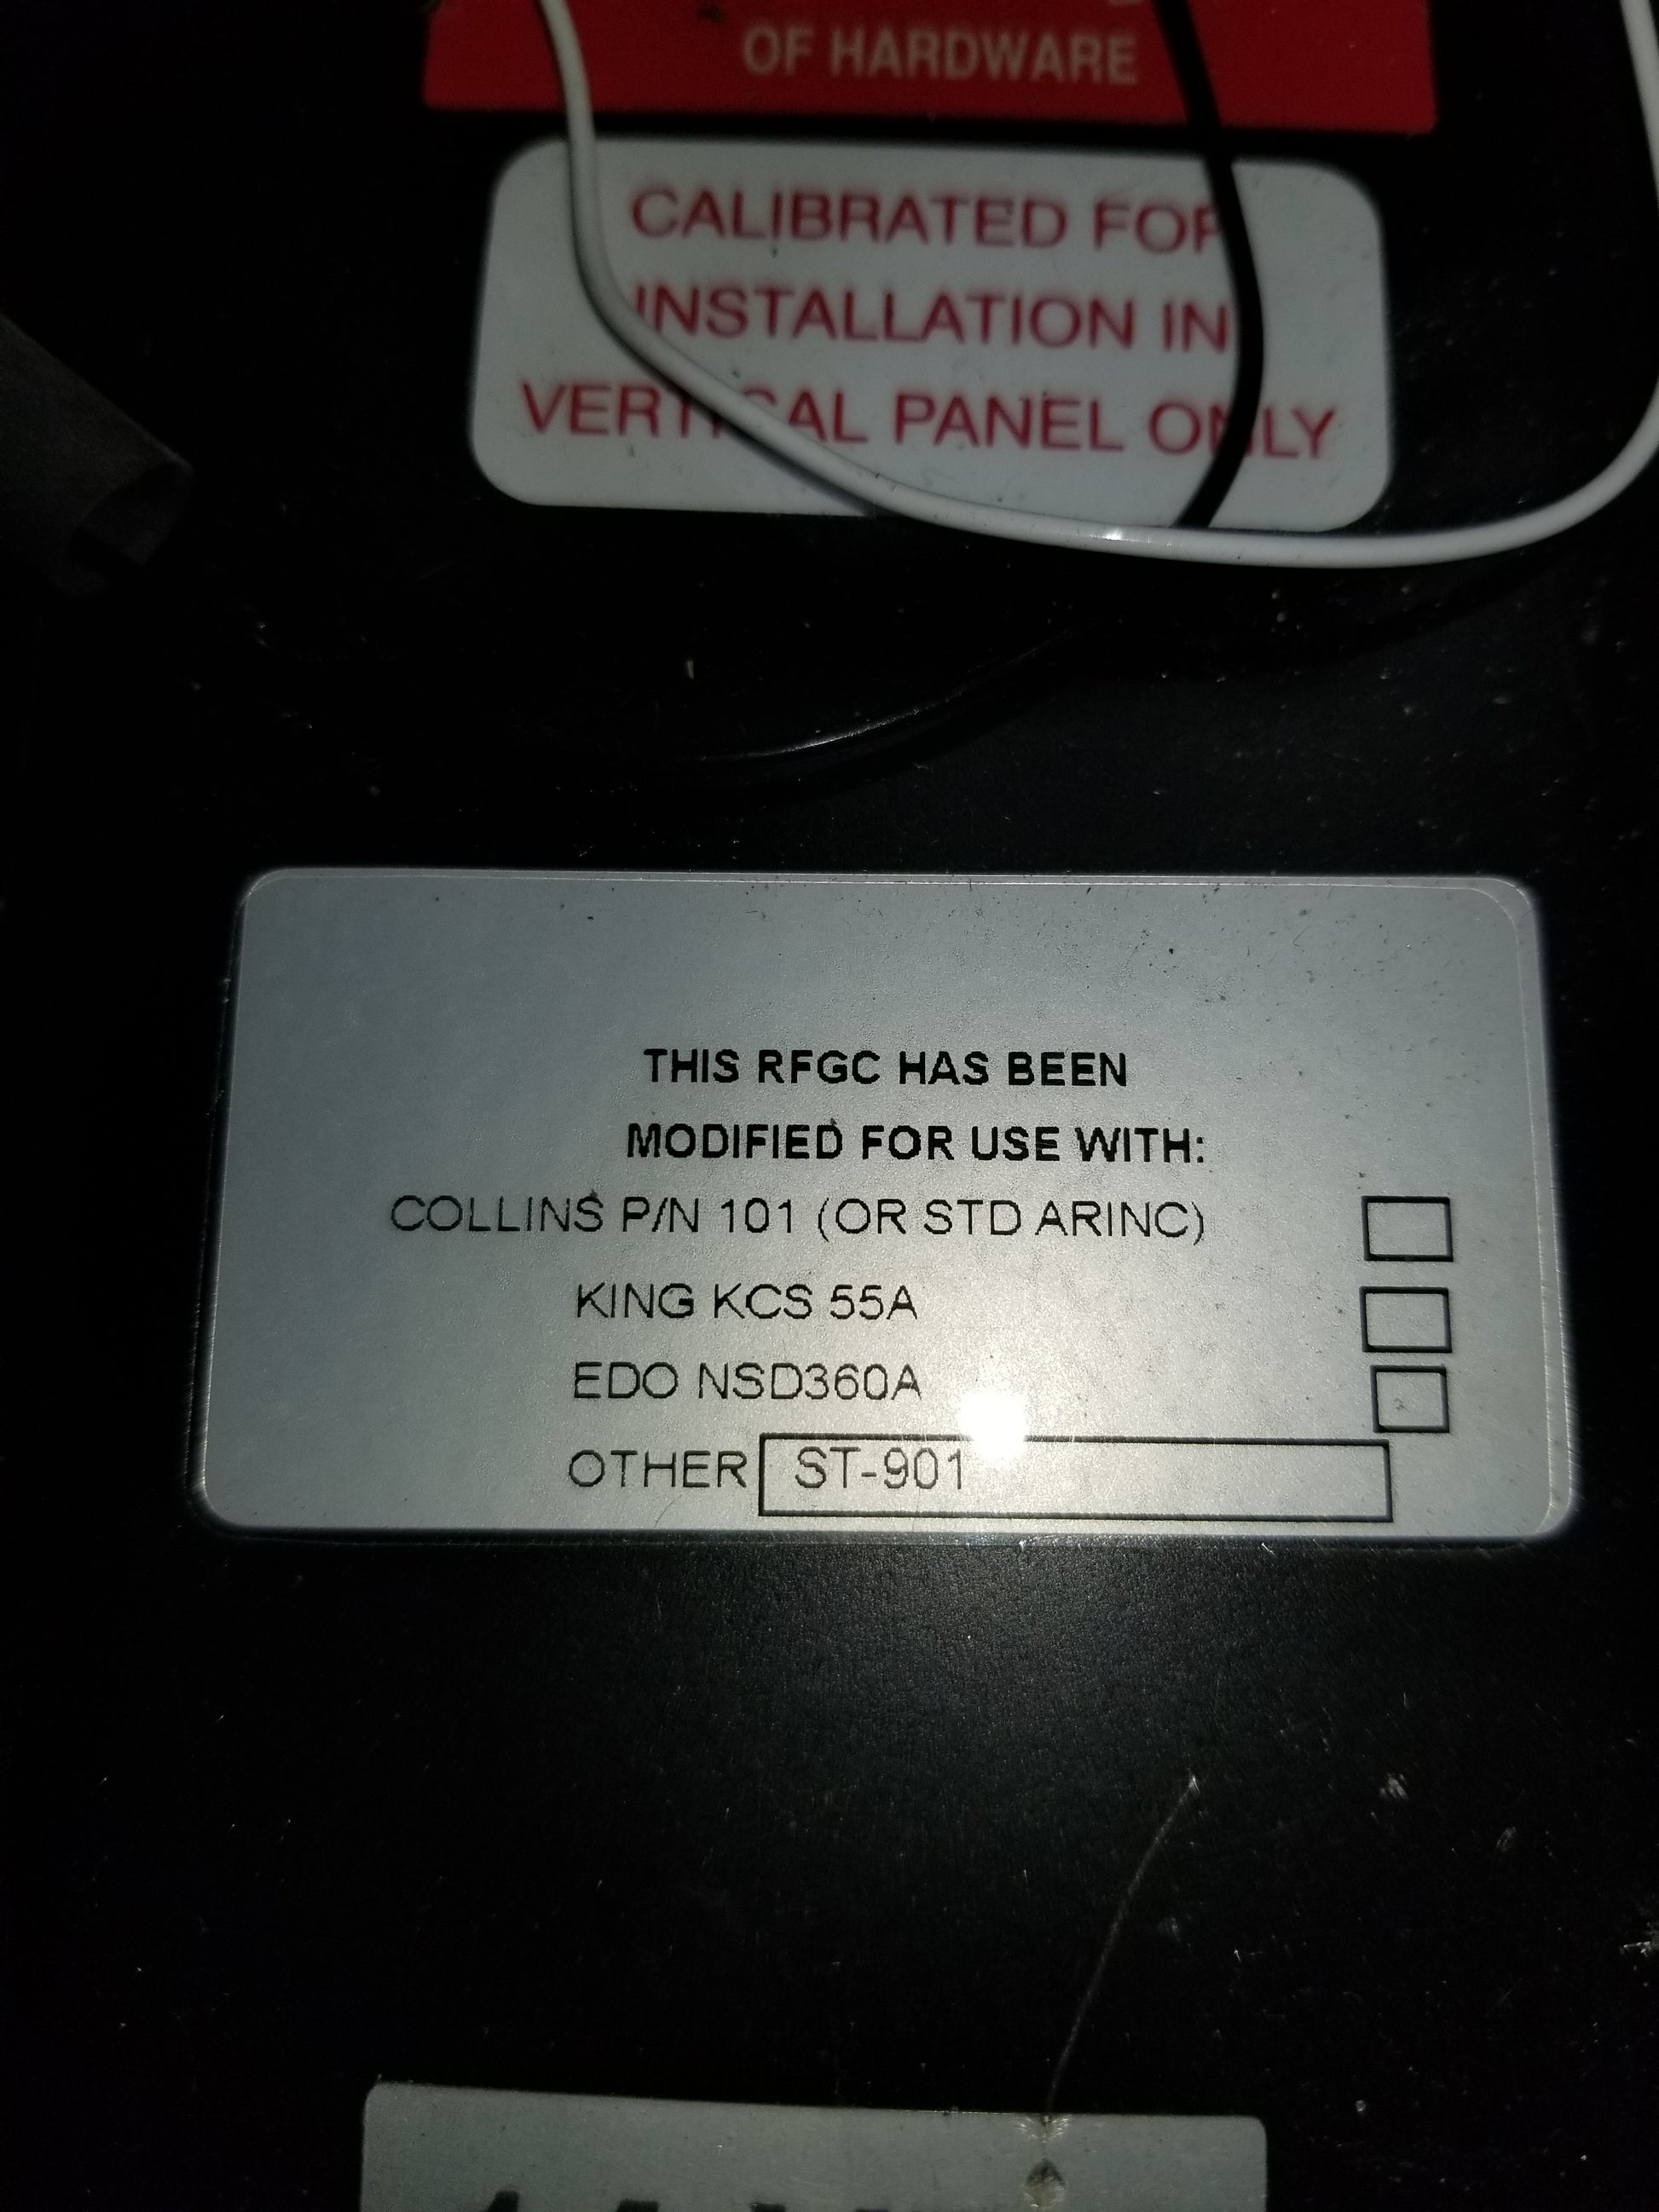 OF HARDWARE
CALIBRATED FOR
INSTALLATION IN
VERTICAL PANEL ONLY
THIS RFGC HAS BEEN
MODIFIED FOR USE WITH:
COLLINS P/N 101 (OR STD ARINC)
KING KCS 55A
EDO NSD360A
OTHER ST-901